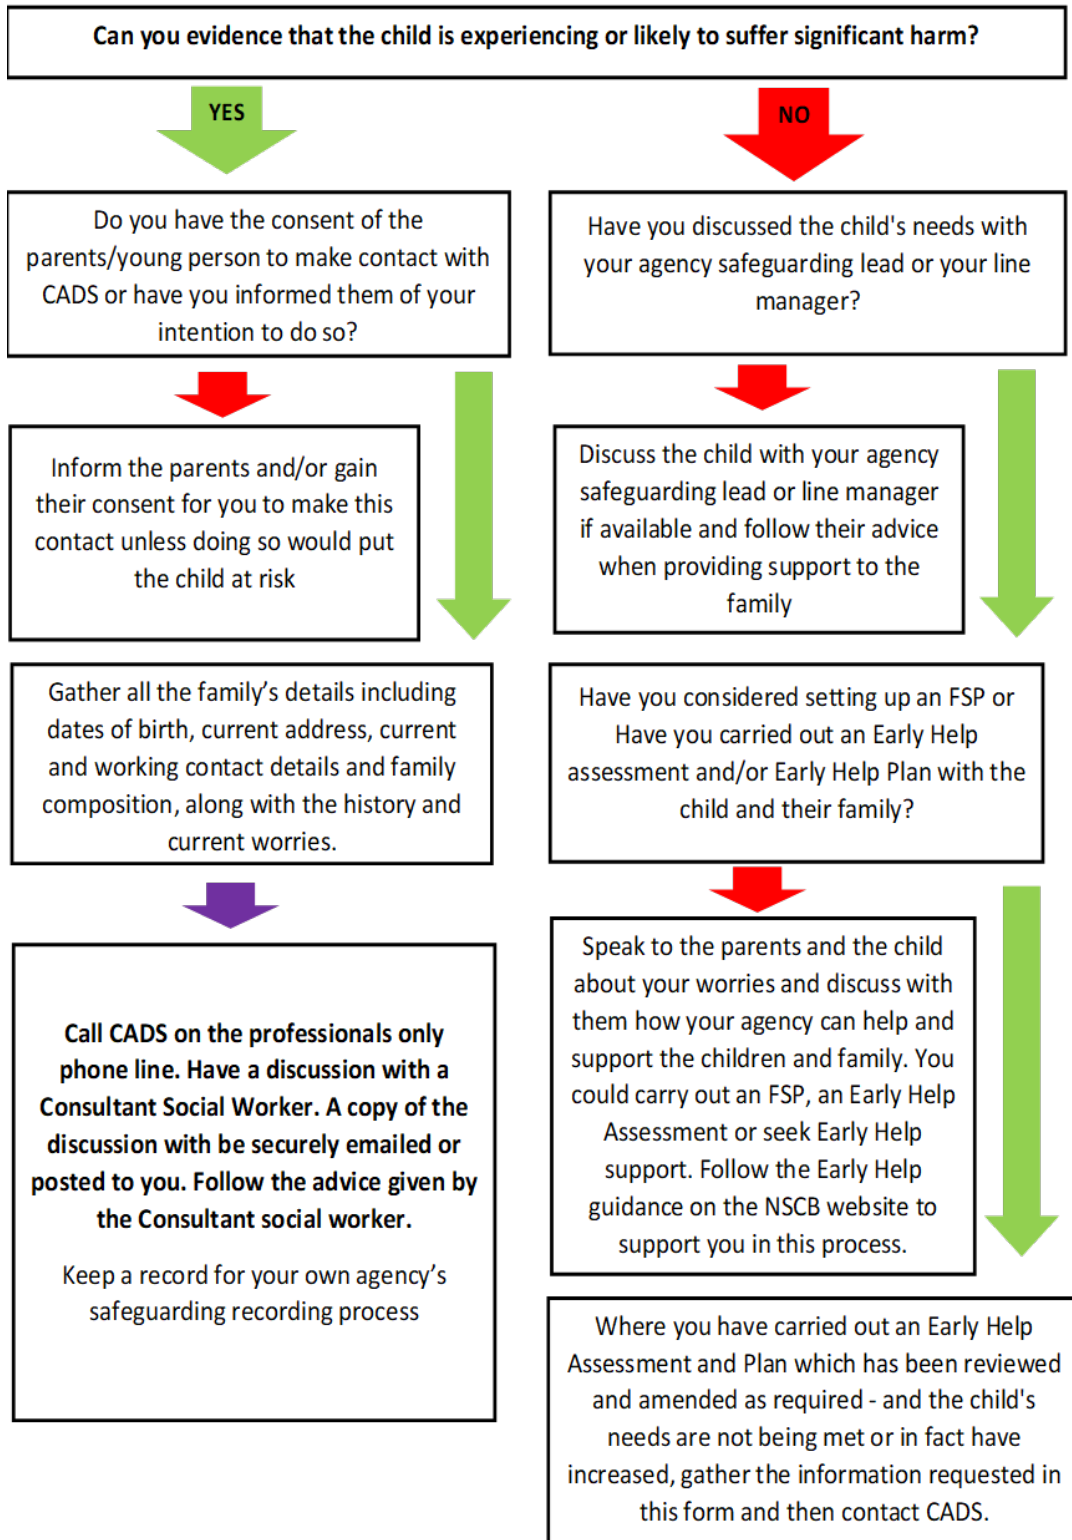 Can you evidence that the child is experiencing or likely to suffer significant harm?
YES
NO
Do you have the consent of the
parents/young person to make contact with
CADS or have you informed them of your
intention to do so?
Have you discussed the child's needs with
your agency safeguarding lead or your line
manager?
Inform the parents and/or gain
their consent for you to make this
contact unless doing so would put
the child at risk
Discuss the child with your agency
safeguarding lead or line manager
if available and follow their advice
when providing support to the
family
Gather all the family’s details including
dates of birth, current address, current
and working contact details and family
composition, along with the history and
current worries.
Have you considered setting up an FSP or
Have you carried out an Early Help
assessment and/or Early Help Plan with the
child and their family?
Call CADS on the professionals only
phone line. Have a discussion with a
Consultant Social Worker. A copy of the
discussion with be securely emailed or
posted to you. Follow the advice given by
the Consultant social worker.
Keep a record for your own agency’s
safeguarding recording process
Speak to the parents and the child
about your worries and discuss with
them how your agency can help and
support the children and family. You
could carry out an FSP, an Early Help
Assessment or seek Early Help
support. Follow the Early Help
guidance on the NSCB website to
support you in this process.
Where you have carried out an Early Help
Assessment and Plan which has been reviewed
and amended as required - and the child's
needs are not being met or in fact have
increased, gather the information requested in
this form and then contact CADS.